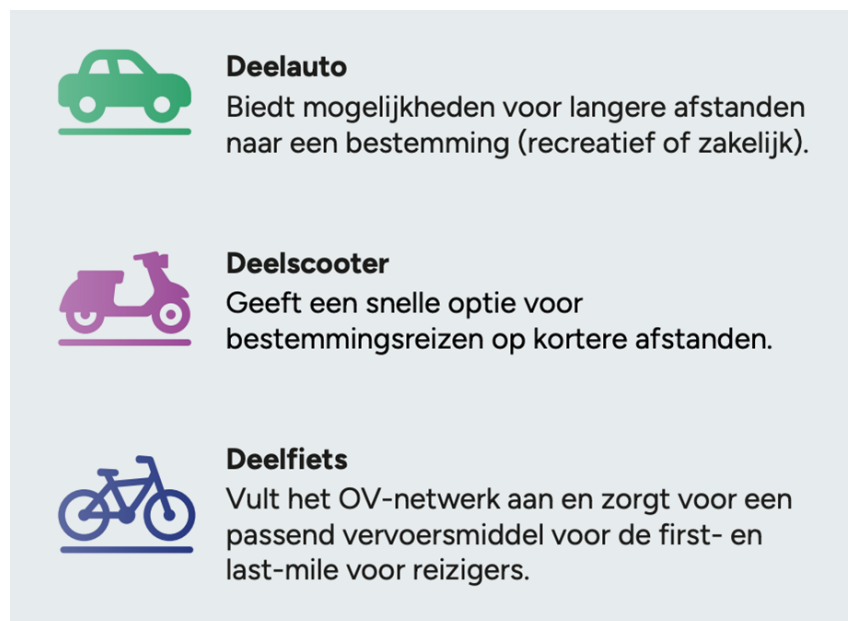 Deelauto
Biedt mogelijkheden voor langere afstanden
naar een bestemming (recreatief of zakelijk).
Deelscooter
Geeft een snelle optie voor
bestemmingsreizen op kortere afstanden.
Deelfiets
Vult het OV-netwerk aan en zorgt voor een
passend vervoersmiddel voor de first- en
last-mile voor reizigers.